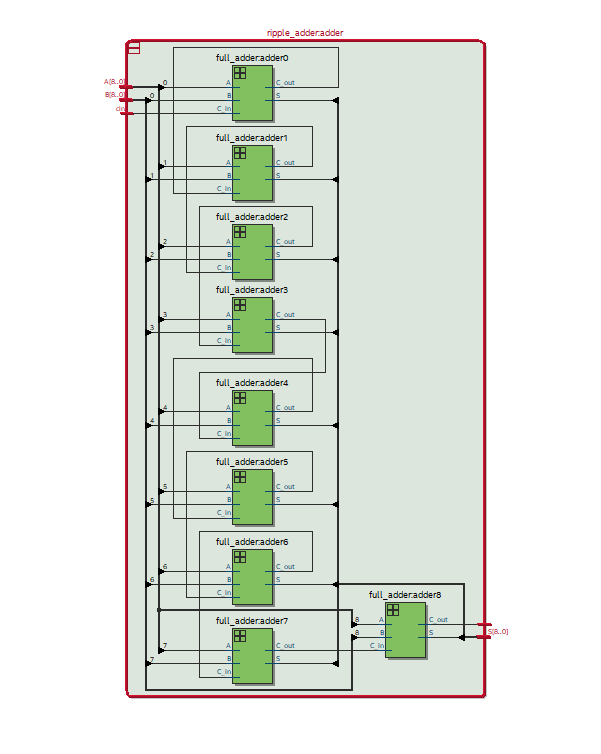 ripple_adder:adder
full_adder:adder0
A[8..0]
0
A
C_out
B[8..0]
0
B
S
cin
C_in
full_adder:adder1
1
A
C_out
1
B
S
C_in
full_adder:adder2
2
A
C_out
2
B
S
C_in
full_adder:adder3
3
A
C_out
3
B
S
C_in
full_adder:adder4
4
A
C_out
4
B
S
C_in
full_adder:adder5
5
A
C_out
5
B
S
C_in
full_adder:adder6
6
A
C_out
6
B
S
C_in
full_adder:adder8
8
A
C_out
8
B
S
S[8..0]
C_in
full_adder:adder7
7
A
C_out
7
B
S
C_in